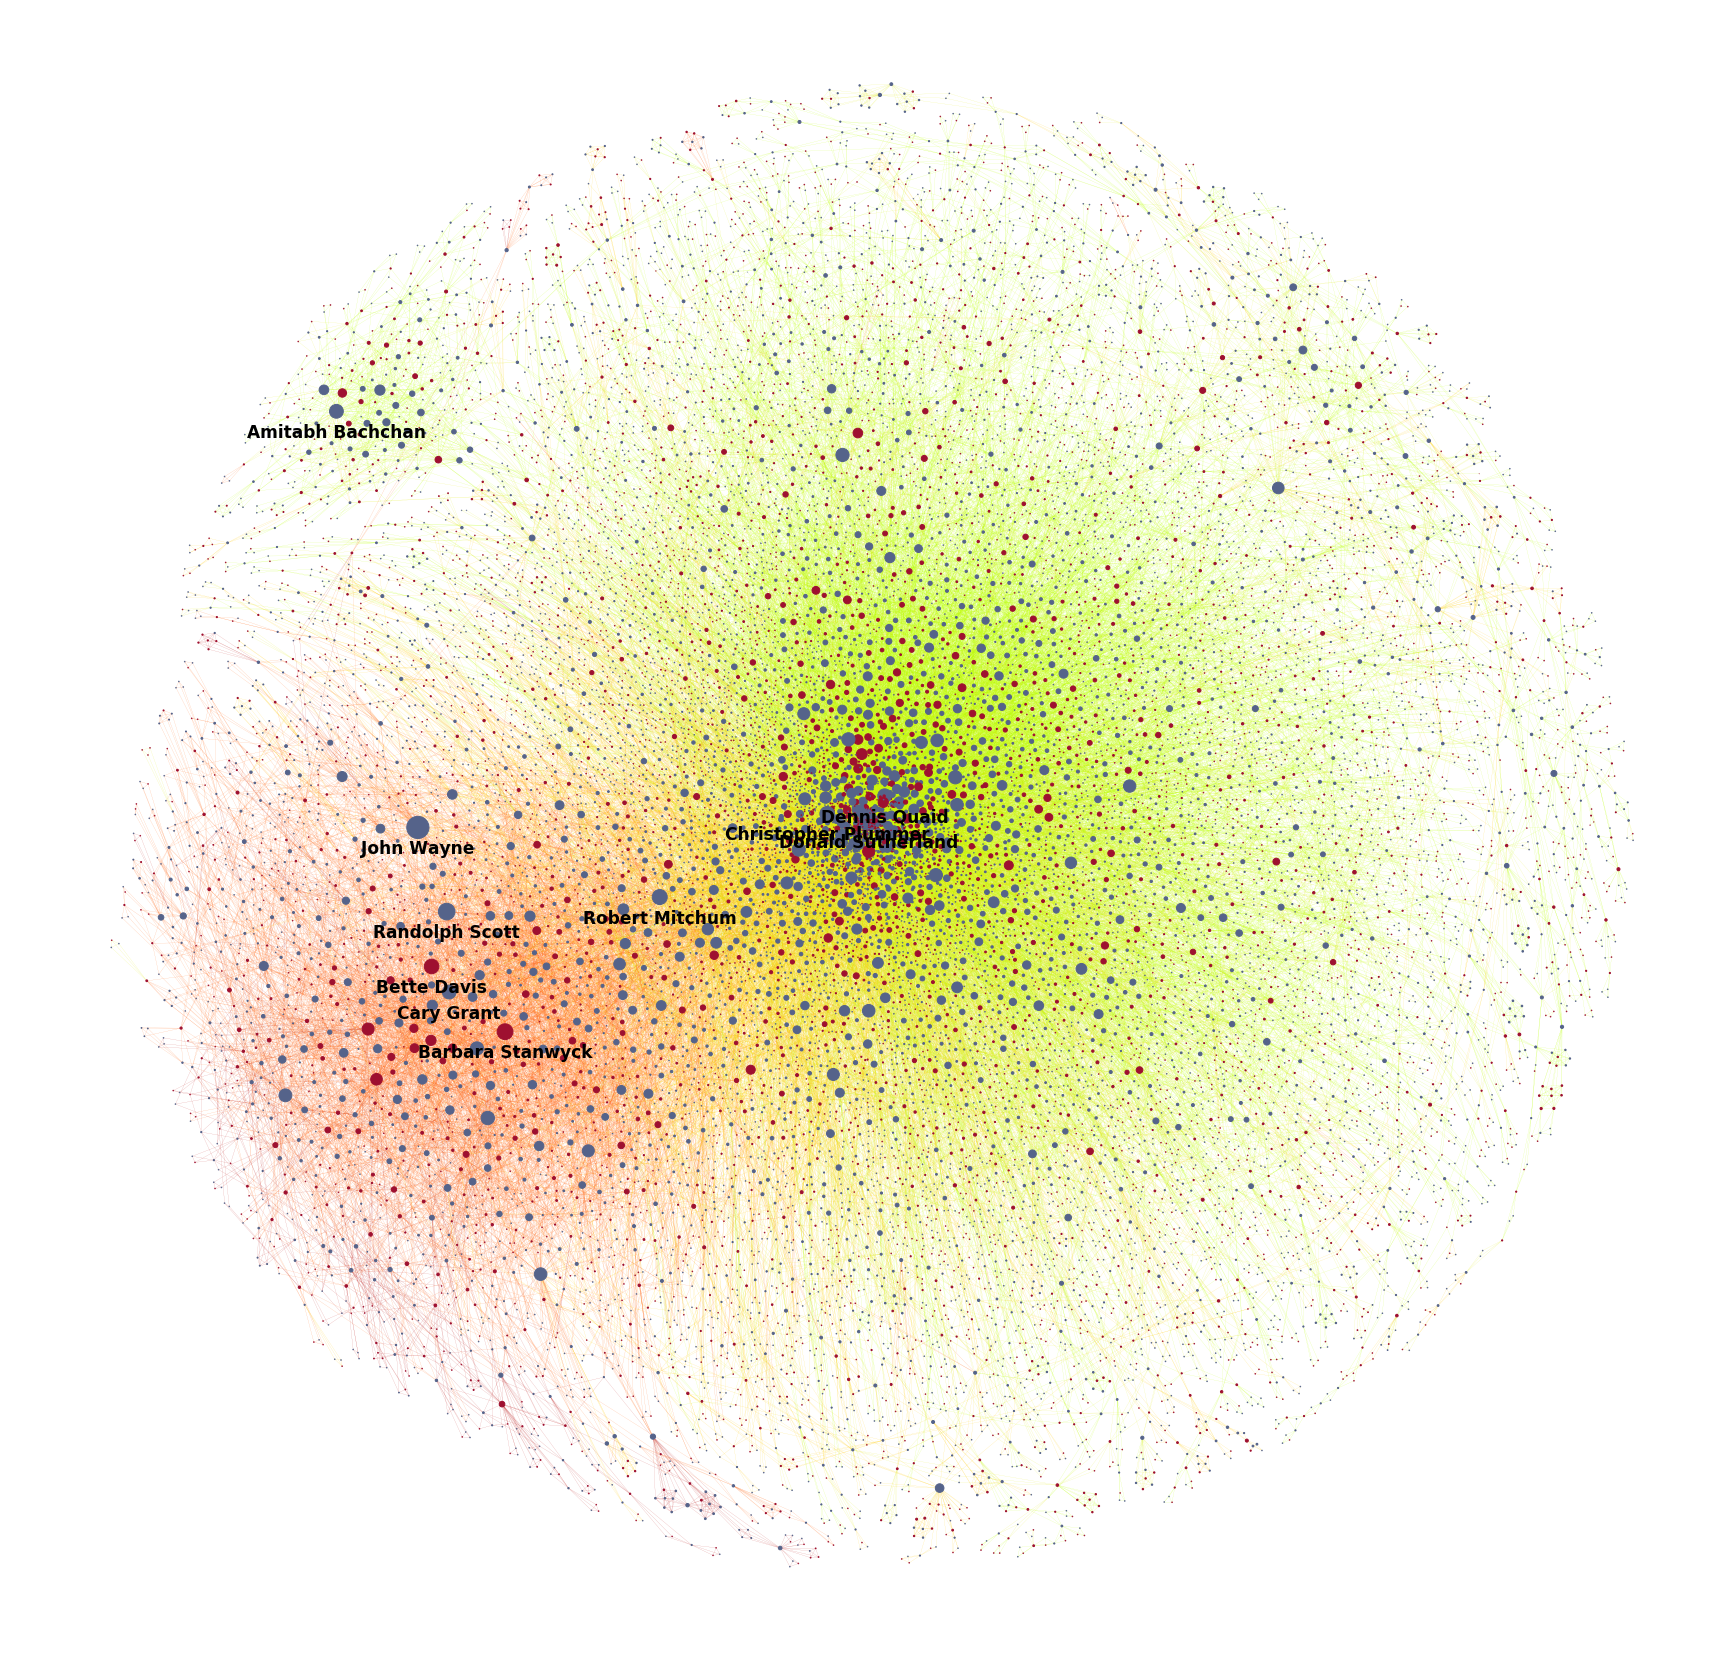 Amitabh Bachchan
Dennis Quaid
Christopher Plummer
Donald Sutherland
John Wayne
Robert Mitchum
Randolph Scott
Bette Davis
Cary Grant
Barbara Stanwyck